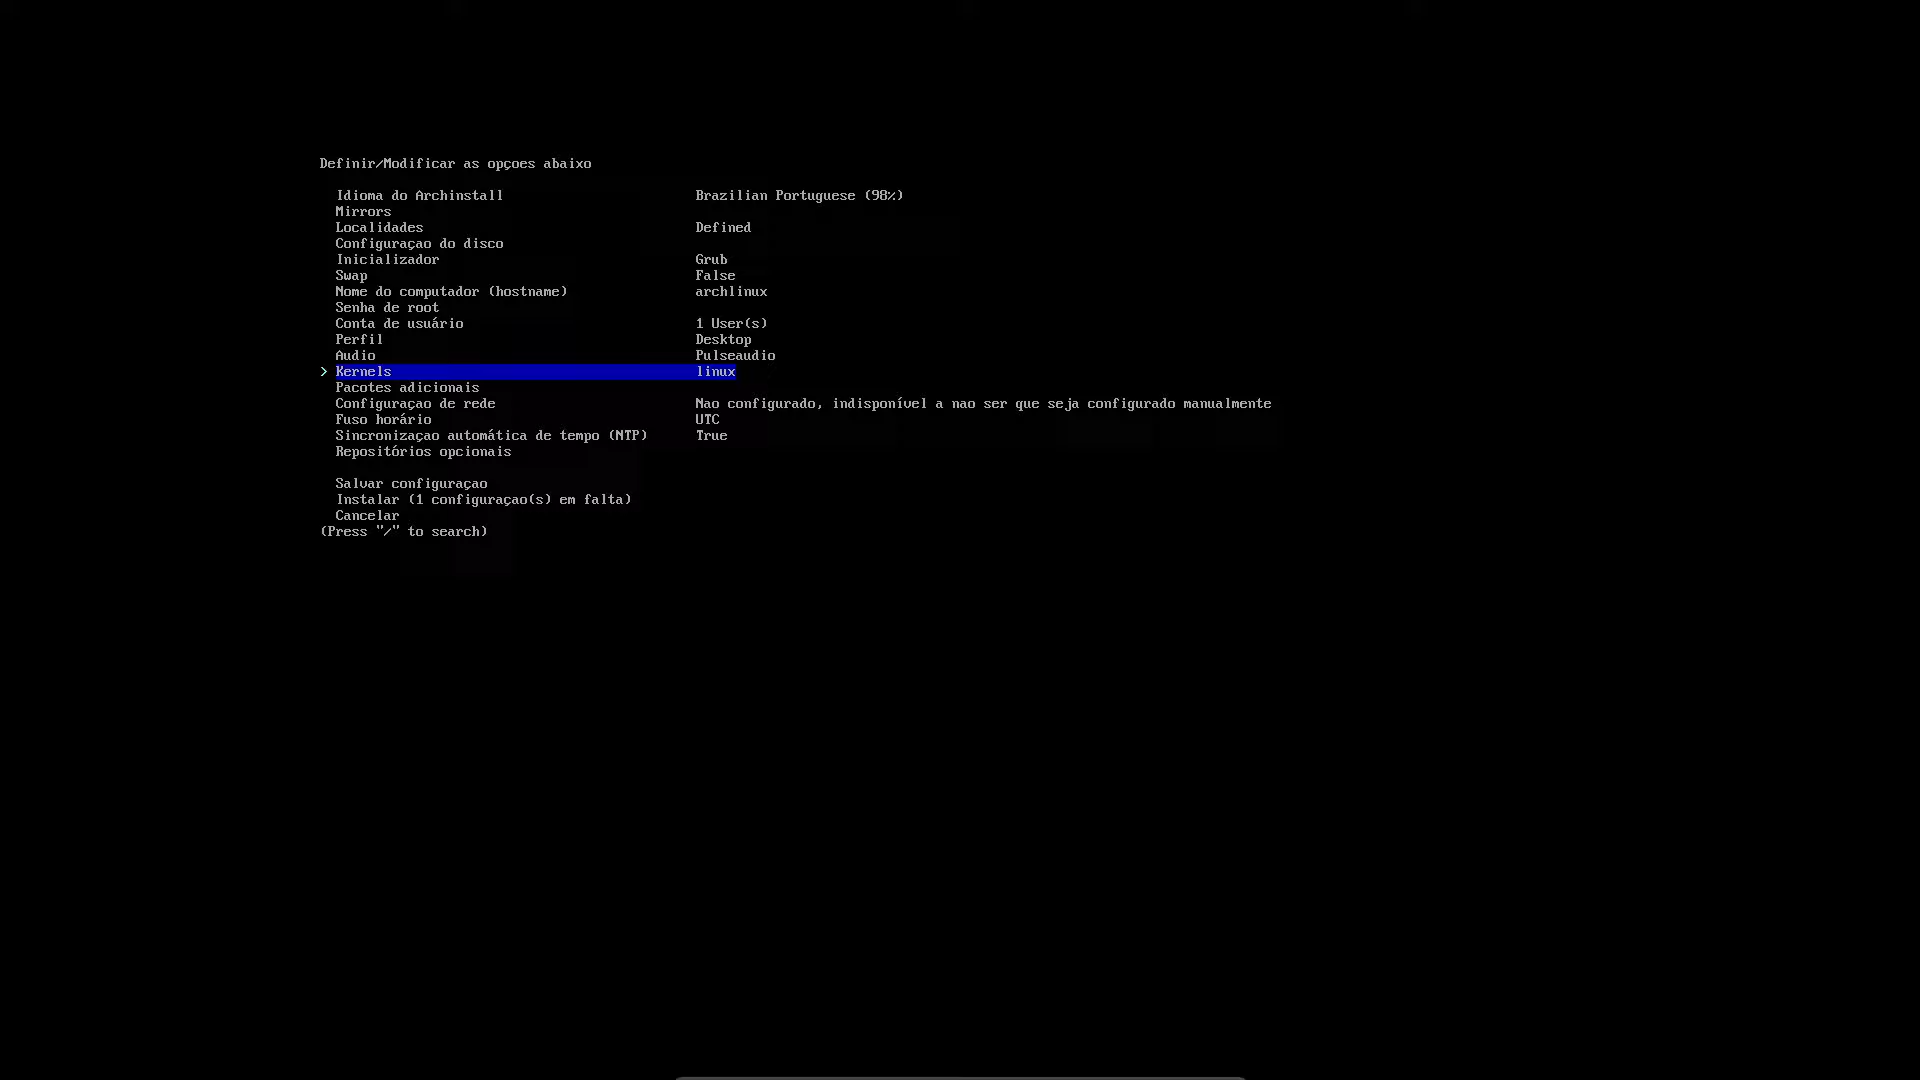 Definir/Modificar as opçoes abaixo
Idioma do Archinstall Brazilian Portuguese (98%)
Mirrors
Localidades Defined
Configuraçao do disco
Inicializador Grub
Swap False
Nome do computador (hostname) archlinux
Senha de root
Conta de usuário 1 User(s)
Perfil Desktop
Audio Pulseaudio
> Kernels linux
Pacotes adicionais
Configuraçao de rede Nao configurado, indisponível a nao ser que seja configurado manualmente
Fuso horário UTC
Sincronizaçao automática de tempo (NTP) True
Repositórios opcionais
Salvar configuraçao
Instalar (1 configuraçao(s) em falta)
Cancelar
(Press "/" to search)